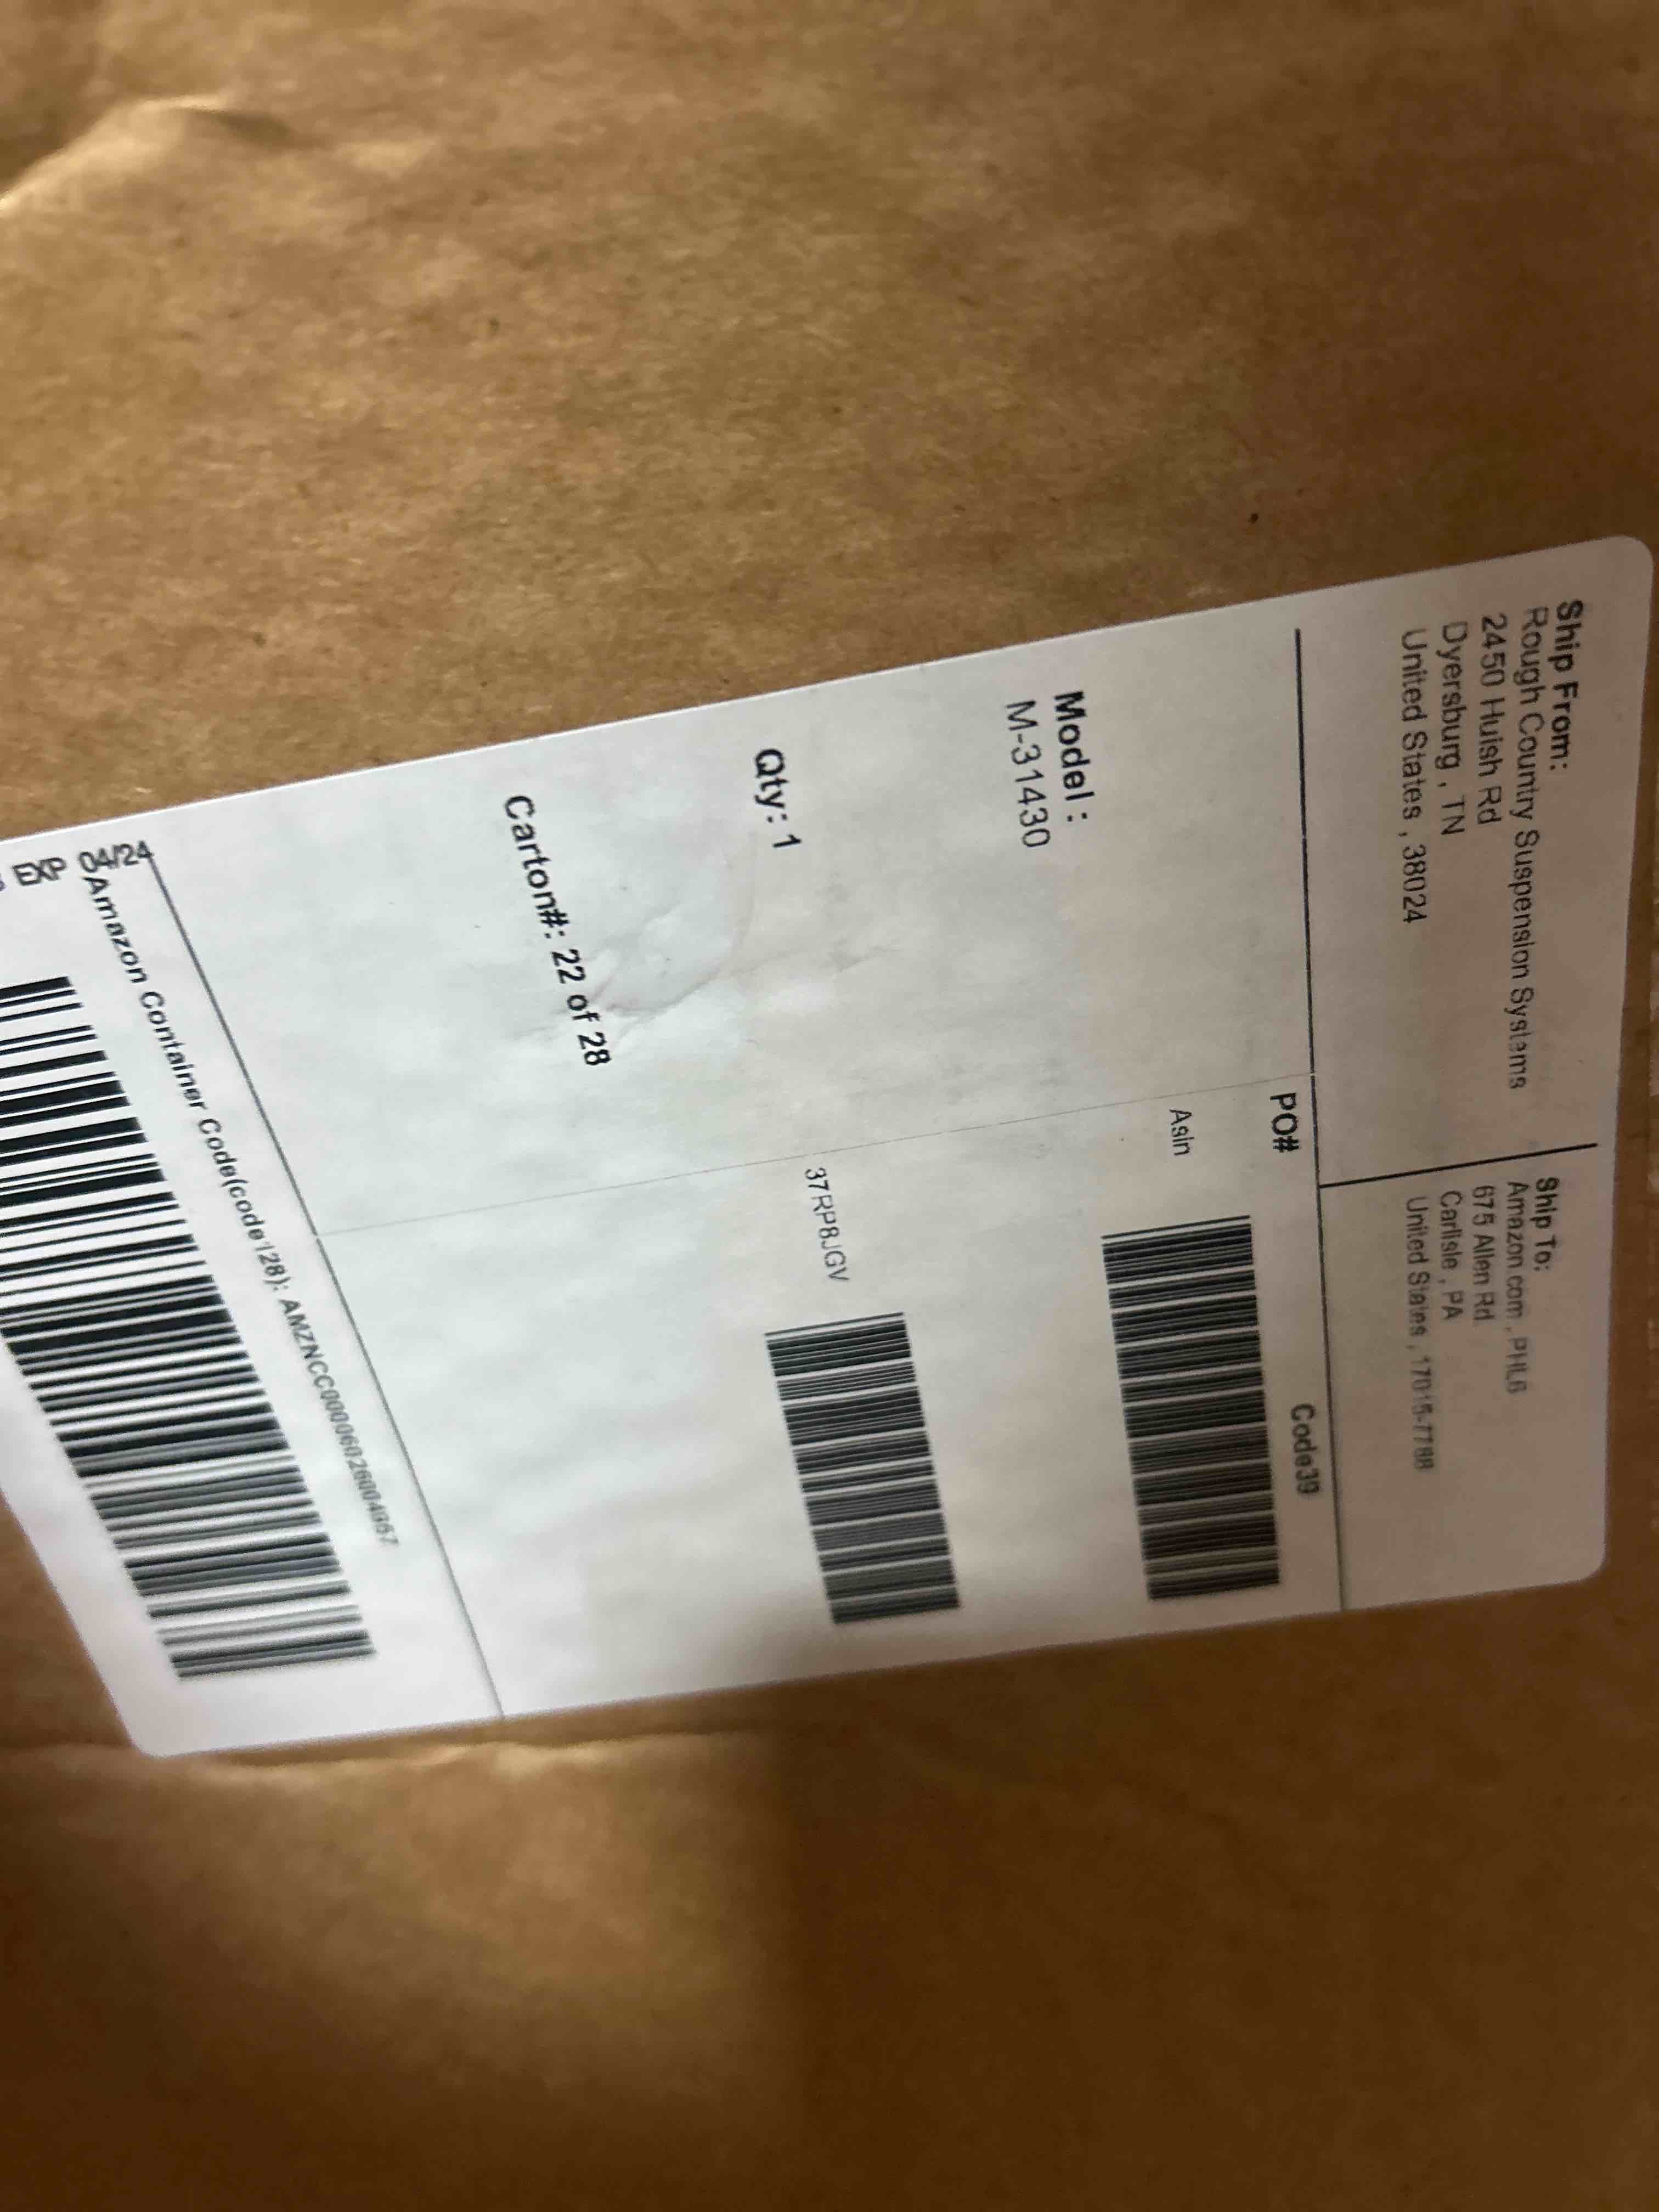 Ship From:
Rough Country Suspension Systems
2450 Huish Rd
Dyersburg , TN
United States , 38024
Ship To:
Amazon.com , PHL6
675 Allen Rd
Carlisle , PA
United States , 17015-7788
PO#
Code39
Asin
Model :
M-31430
37RP8JGV
Qty: 1
Carton#: 22 of 28
Amazon Container Code(code128):
EXP 04/24